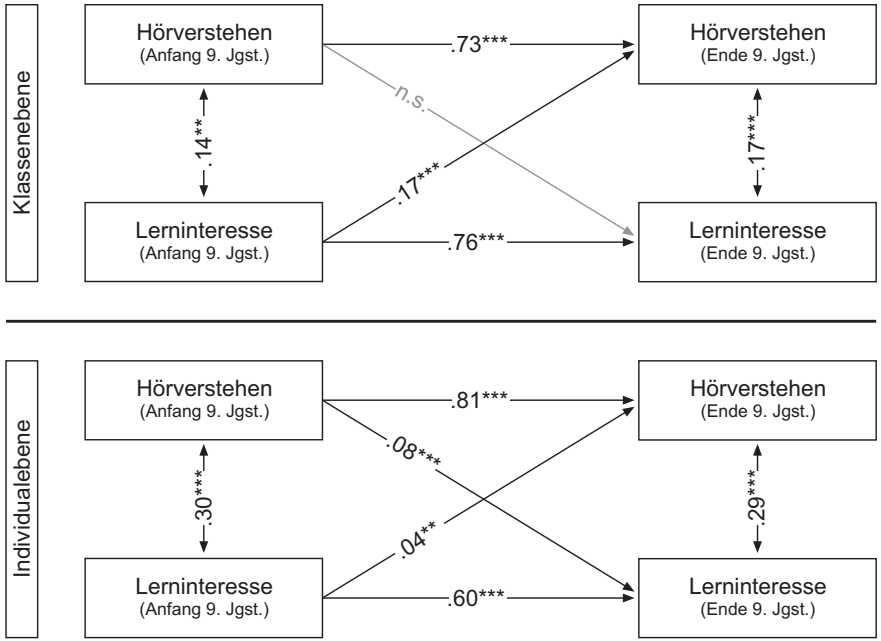 Klassenebene
Hörverstehen
(Anfang 9. Jgst.)
.73***
Hörverstehen
(Ende 9. Jgst.)
n.s.
.14**
.17***
.17***
Lerninteresse
(Anfang 9. Jgst.)
.76***
Lerninteresse
(Ende 9. Jgst.)
Individualebene
Hörverstehen
(Anfang 9. Jgst.)
.81***
Hörverstehen
(Ende 9. Jgst.)
.08***
.30***
.04**
.29***
Lerninteresse
(Anfang 9. Jgst.)
.60***
Lerninteresse
(Ende 9. Jgst.)